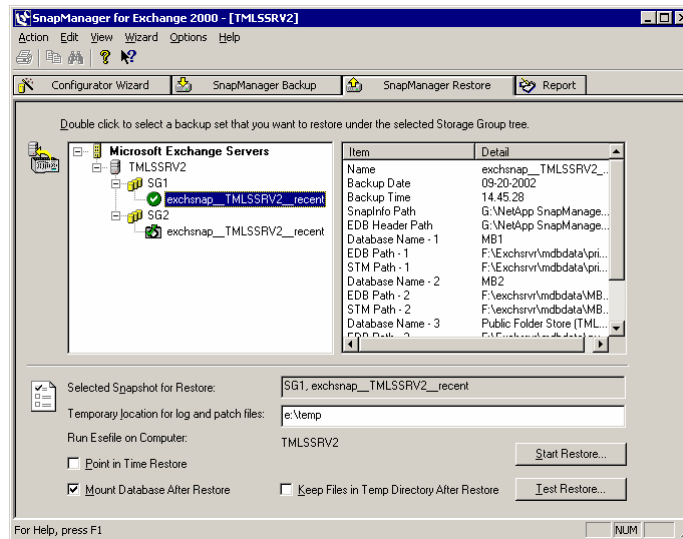 SnapManager for Exchange 2000 - [TMLSSRV2]
Action Edit View Wizard Options Help
Configurator Wizard SnapManager Backup SnapManager Restore Report
Double click to select a backup set that you want to restore under the selected Storage Group tree.
Microsoft Exchange Servers
TMLSSRV2
SG1
exchsnap__TMLSSRV2__recent
SG2
exchsnap__TMLSSRV2__recent
Item Detail
Name exchsnap__TMLSSRV2_...
Backup Date 09-20-2002
Backup Time 14.45.28
SnapInfo Path G:\NetApp SnapManage...
EDB Header Path G:\NetApp SnapManage...
Database Name - 1 MB1
EDB Path - 1 F:\Exchsrvr\mdbdata\pri...
STM Path - 1 F:\Exchsrvr\mdbdata\pri...
Database Name - 2 MB2
EDB Path - 2 F:\exchsrvr\mdbdata\MB...
STM Path - 2 F:\exchsrvr\mdbdata\MB...
Database Name - 3 Public Folder Store (TML...
Selected Snapshot for Restore: SG1, exchsnap__TMLSSRV2__recent
Temporary location for log and patch files: e:\temp
Run Esefile on Computer: TMLSSRV2
Start Restore...
Point in Time Restore
Mount Database After Restore Keep Files in Temp Directory After Restore Test Restore...
For Help, press F1 NUM